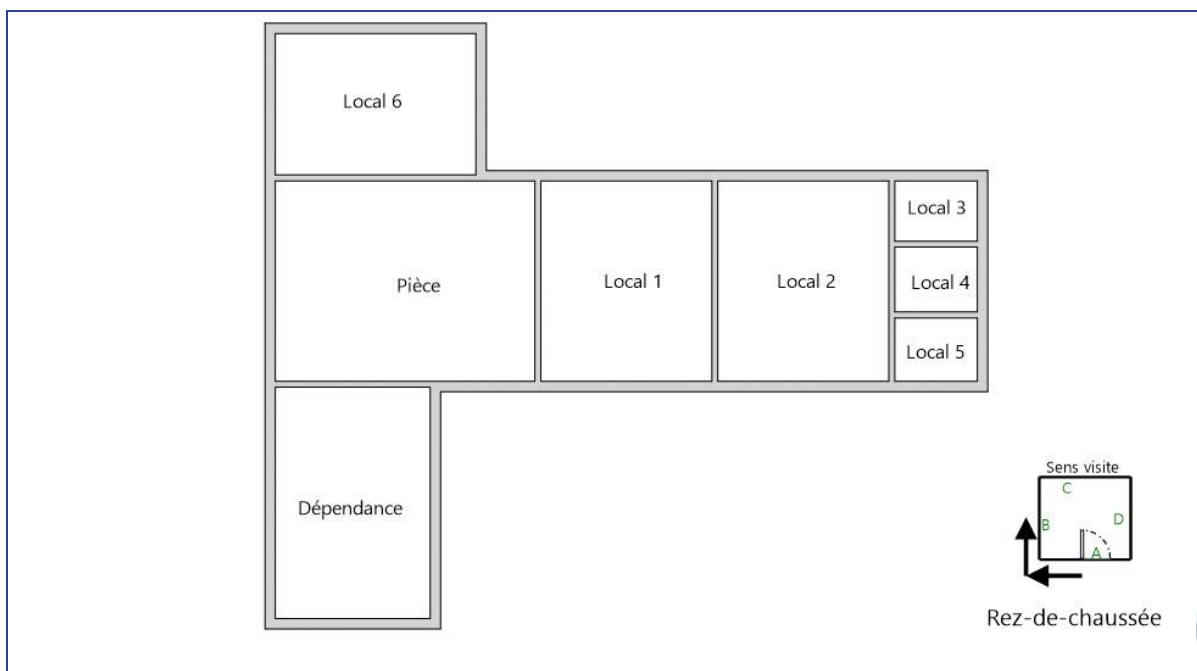 Local 6
Pièce
Local 1
Local 2
Local 3
Local 4
Local 5
Dépendance
Sens visite
C
B
D
A
Rez-de-chaussée